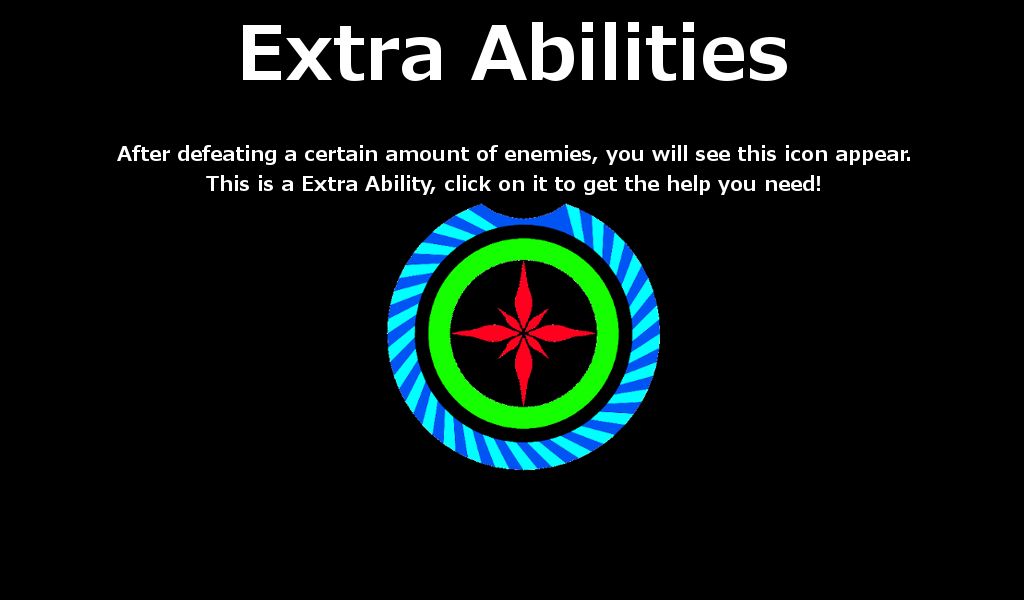 Extra Abilities
After defeating a certain amount of enemies, you will see this icon appear.
This is a Extra Ability, click on it to get the help you need!